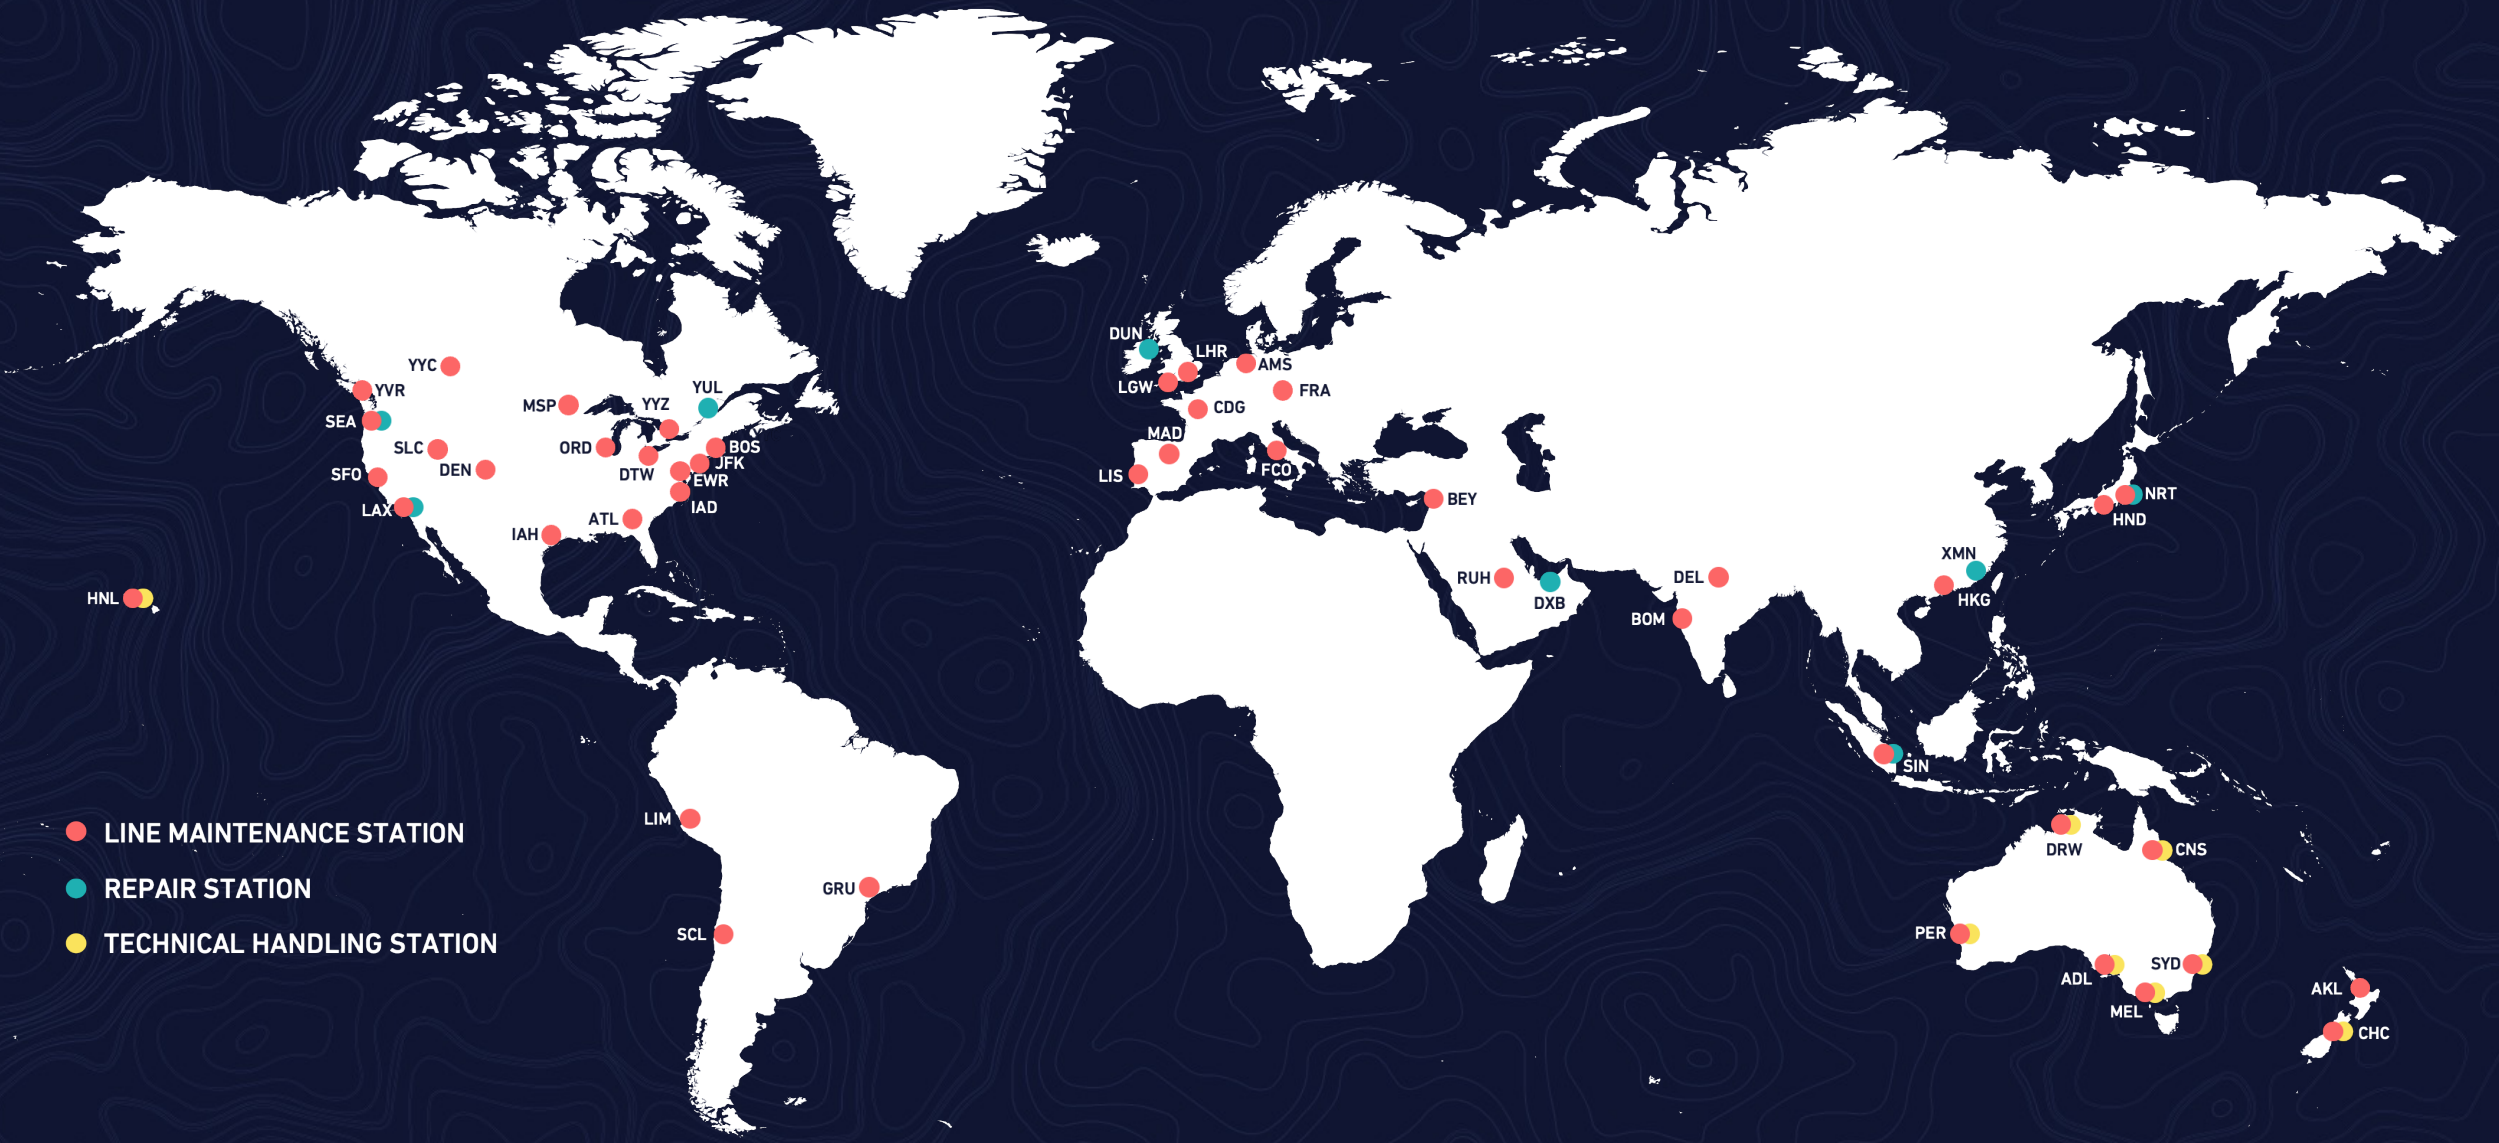 DUN
LHR
YYC
AMS
LGW
YVR
YUL
FRA
MSP
YYZ
CDG
SEA
MAD
SLC
ORD
BOS
JFK
DEN
SFO
DTW
EWR
FCO
LIS
NRT
BEY
IAD
LAX
ATL
HND
IAH
XMN
RUH
DEL
HNL
DXB
HKG
BOM
SIN
LIM
LINE MAINTENANCE STATION
DRW
CNS
REPAIR STATION
GRU
SCL
PER
TECHNICAL HANDLING STATION
SYD
ADL
AKL
MEL
CHC